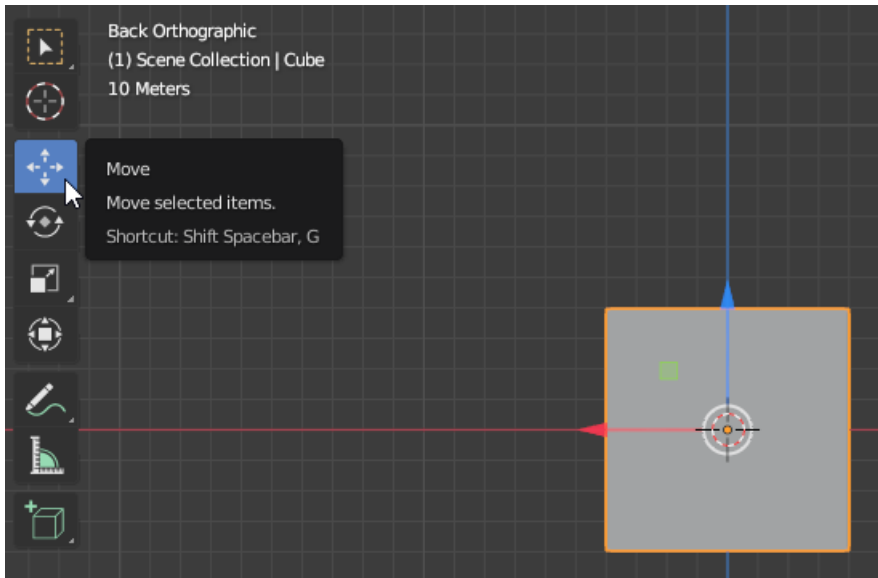 Back Orthographic
(1) Scene Collection | Cube
10 Meters
Move
Move selected items.
Shortcut: Shift Spacebar, G